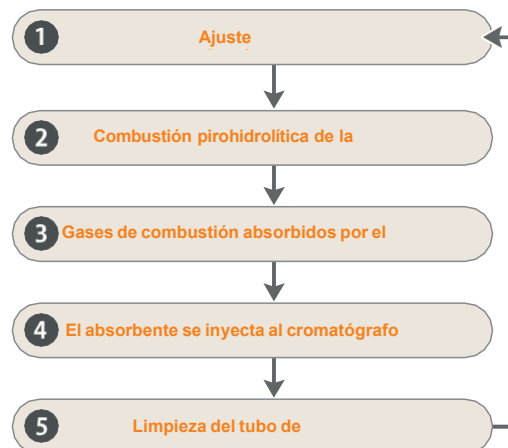 1 Ajuste
2 Combustión pirohidrolítica de la
3 Gases de combustión absorbidos por el
4 El absorbente se inyecta al cromatógrafo
5 Limpieza del tubo de